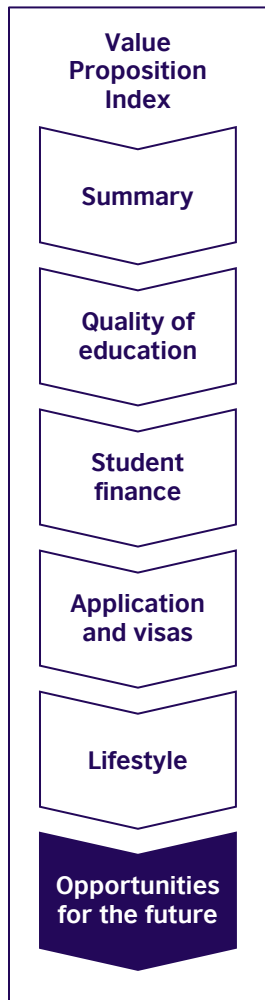 Value
Proposition
Index
Summary
Quality of
education
Student
finance
Application
and visas
Lifestyle
Opportunities
for the future